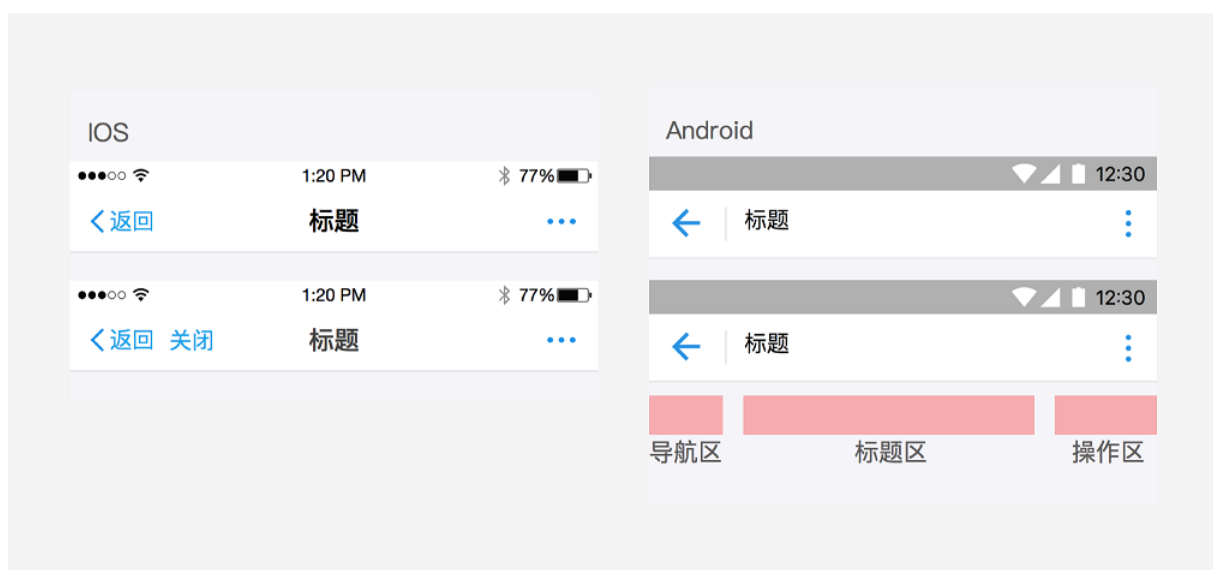 IOS
1:20 PM 77%
返回 标题
1:20 PM 77%
返回 关闭 标题
Android
12:30
标题
12:30
标题
导航区 标题区 操作区